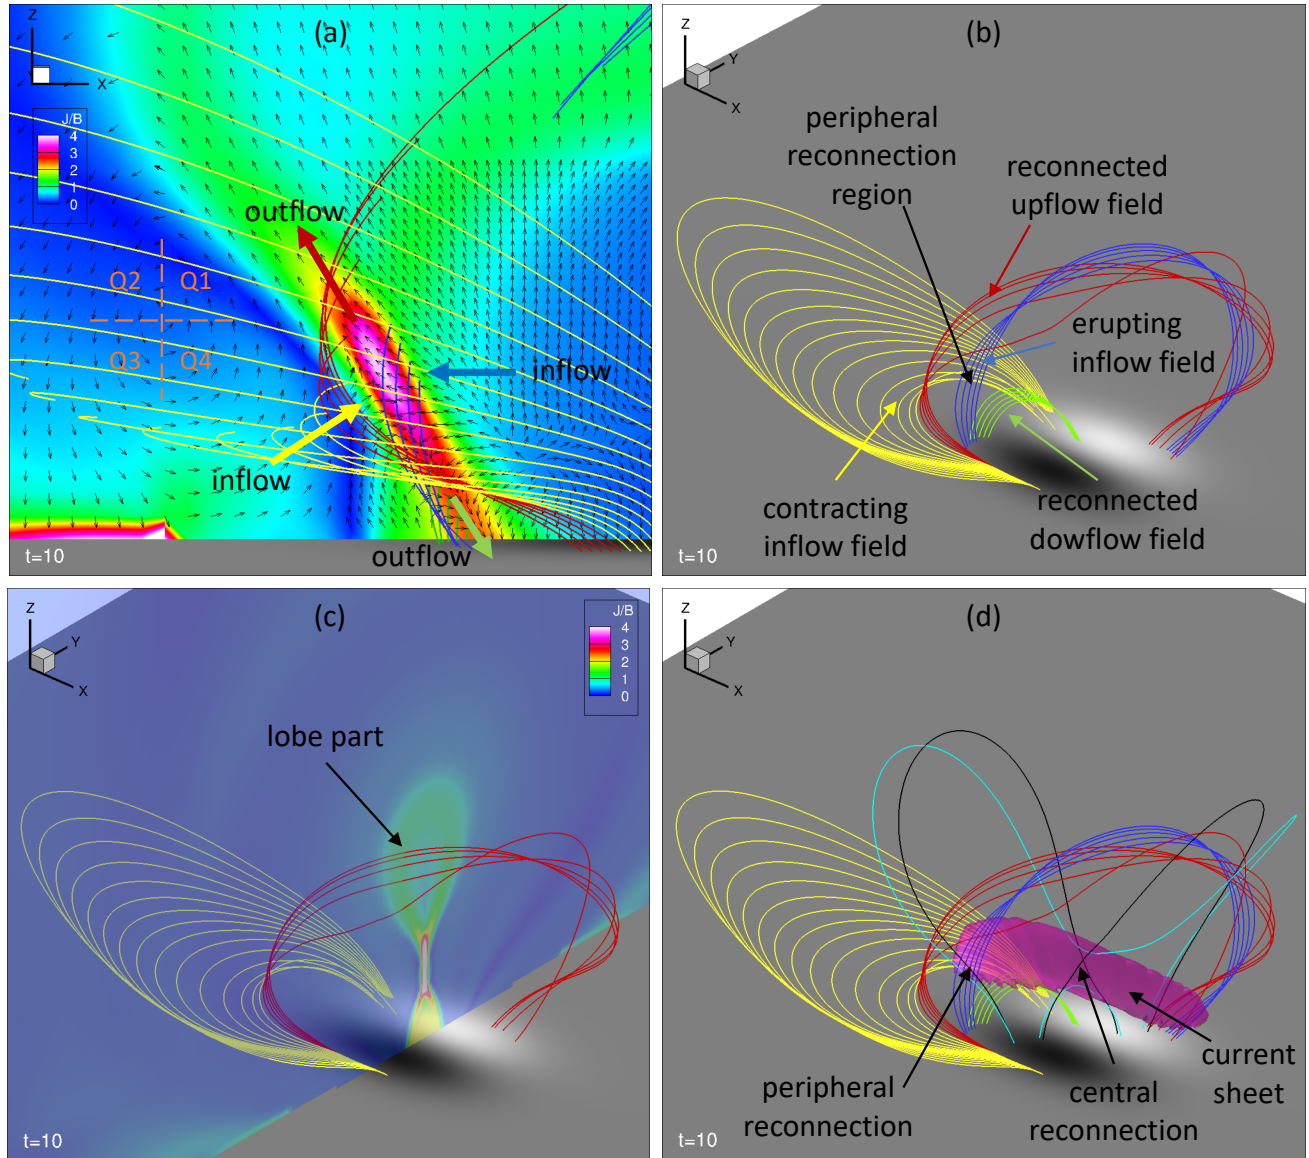 (a)
Z
X
J/B
4
3
2
1
0
outflow
Q2 Q1
Q3 Q4
inflow
inflow
outflow
t=10
(b)
Z
Y
X
peripheral
reconnection
region
reconnected
upflow field
erupting
inflow field
contracting
inflow field
reconnected
dowflow field
t=10
(c)
Z
Y
X
J/B
4
3
2
1
0
lobe part
t=10
(d)
Z
Y
X
peripheral
reconnection
central
reconnection
current
sheet
t=10